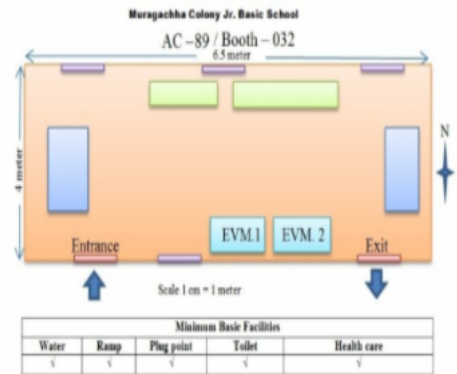 Muragachha Colony Jr. Basic School
AC –89 / Booth – 032
6.5 meter
4 meter
N
EVM.1 EVM. 2
Entrance Exit
Scale 1 cm = 1 meter
Minimum Basic Facilities
Water Ramp Plug point Toilet Health care
√ √ √ √ √